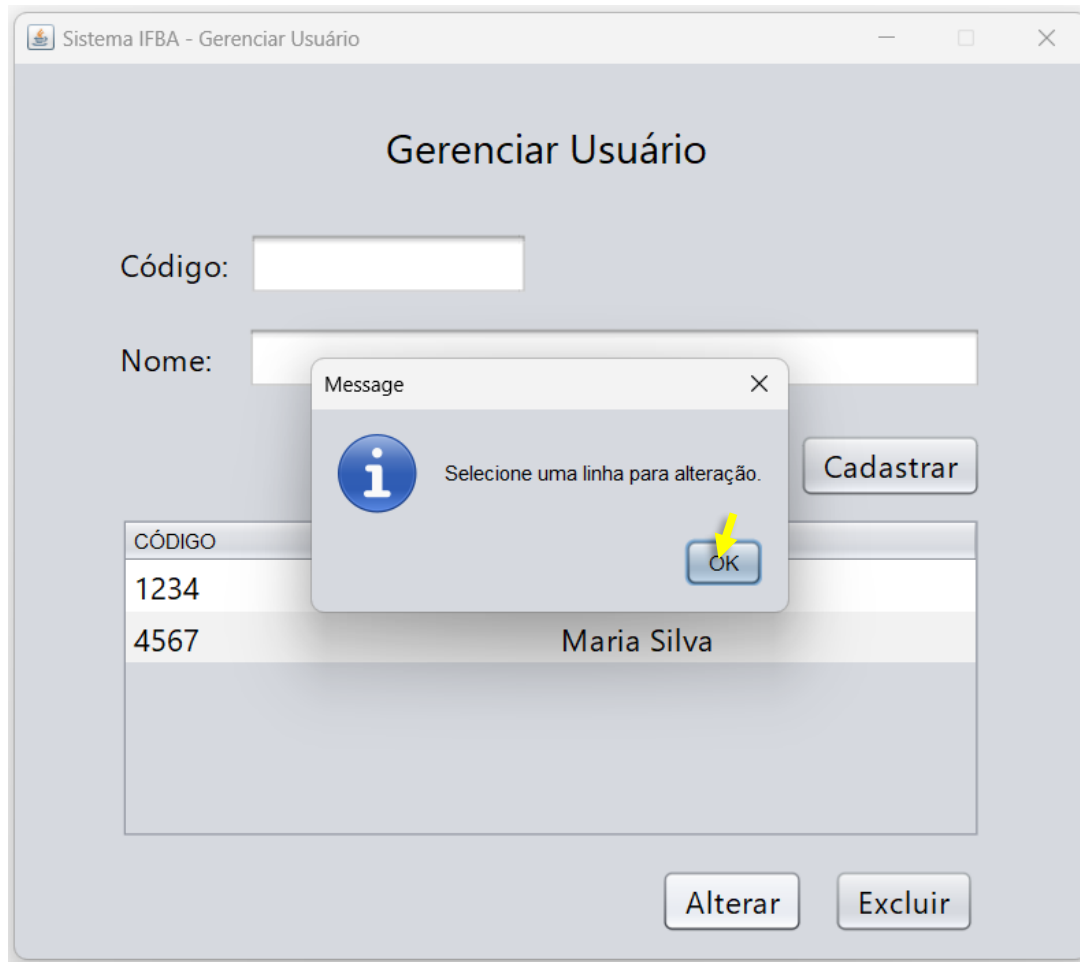 Sistema IFBA - Gerenciar Usuário
Gerenciar Usuário
Código:
Nome:
Message
Selecione uma linha para alteração.
OK
Cadastrar
CÓDIGO
1234
4567 Maria Silva
Alterar Excluir